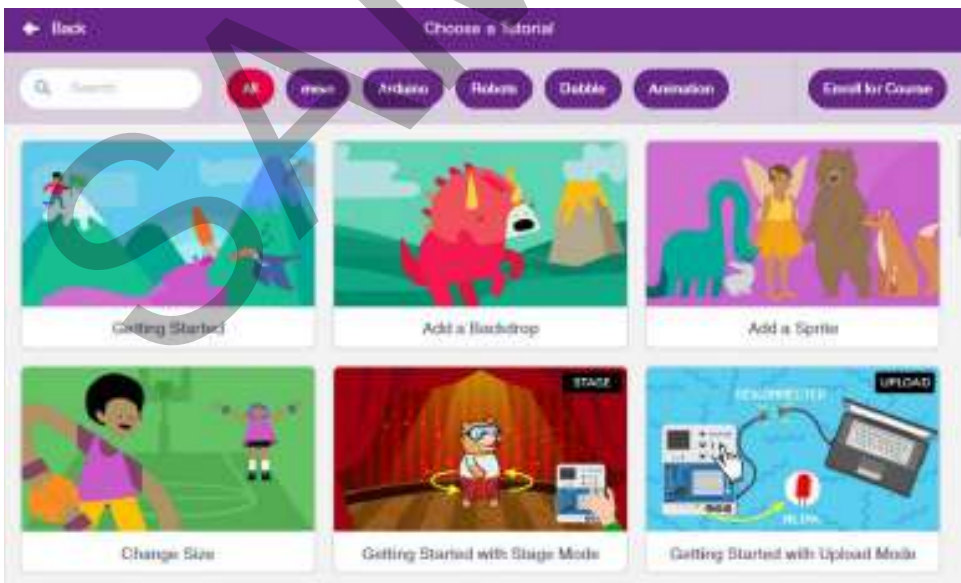 Back
Choose a Tutorial
Search
All
Arduino
Robots
Dabble
Animation
Enroll for Course
Getting Started
Add a Backdrop
Add a Sprite
STAGE
UPLOAD
Change Size
Getting Started with Stage Mode
Getting Started with Upload Mode